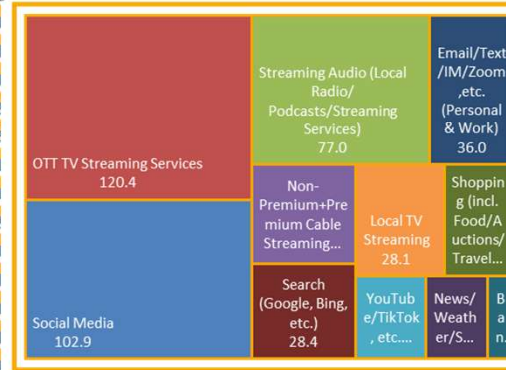 OTT TV Streaming Services
120.4
Social Media
102.9
Streaming Audio (Local
Radio/
Podcasts/Streaming
Services)
77.0
Email/Text
/IM/Zoom
,etc.
(Personal
& Work)
36.0
Non-
Premium+Pre
mium Cable
Streaming...
Local TV
Streaming
28.1
Shoppin
g (incl.
Food/A
uctions/
Travel...
Search
(Google, Bing,
etc.)
28.4
YouTub
e/TikTok
, etc....
News/
Weath
er/S...
B
a
n.